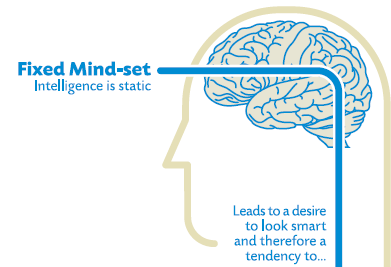 Fixed Mind-set
Intelligence is static
Leads to a desire
to look smart
and therefore a
tendency to...